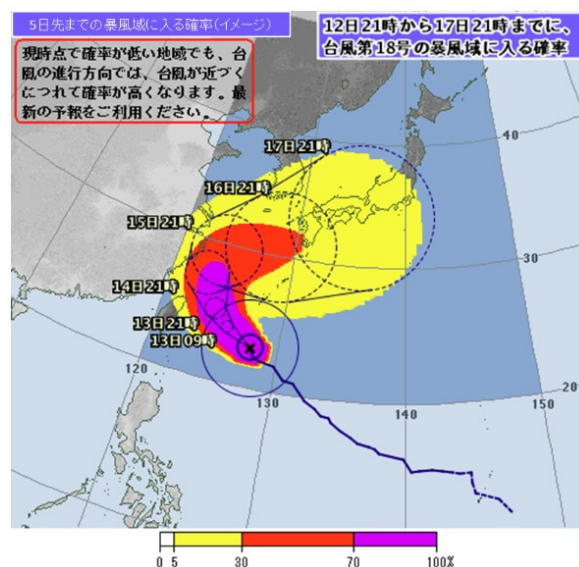 5日先までの暴風域に入る確率(イメージ)
12日21時から17日21時までに、
台風第18号の暴風域に入る確率
現時点で確率が低い地域でも、台
風の進行方向では、台風が近づく
につれて確率が高くなります。最
新の予報をご利用ください。
17日21時
16日21時
15日21時
14日21時
13日21時
13日09時
40
30
20
120
130
140
150
0 5 30 70 100%